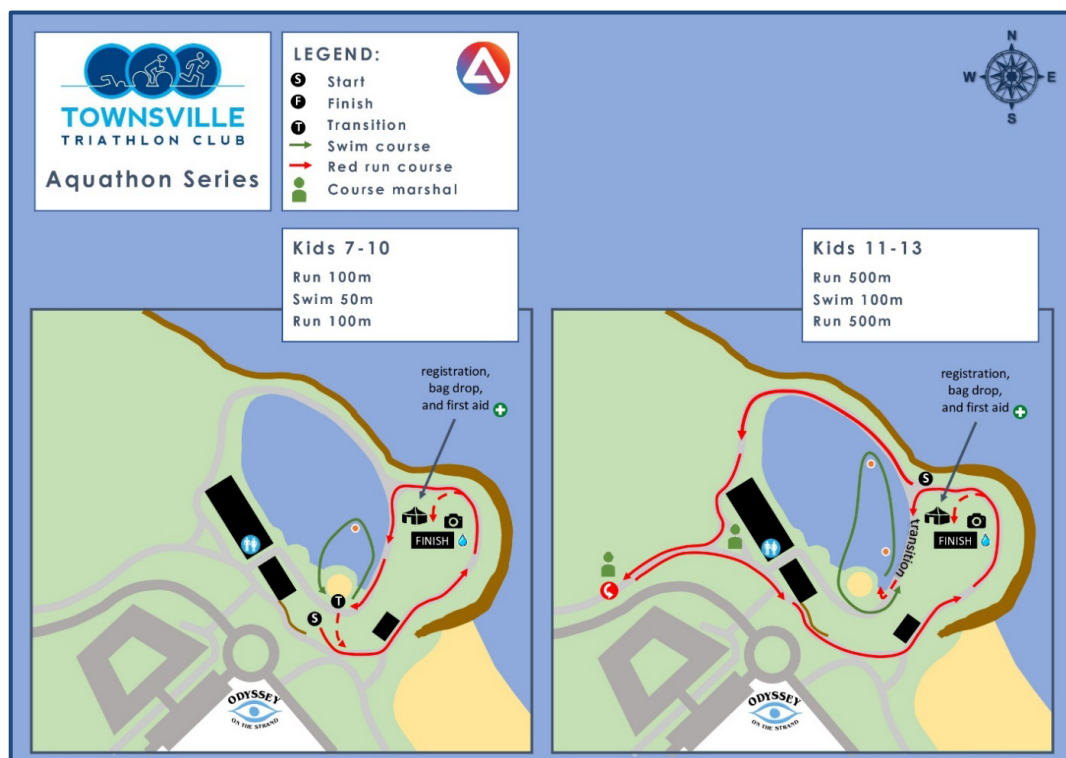 TOWNSVILLE
TRIATHLON CLUB
Aquathon Series
LEGEND:
S Start
F Finish
T Transition
Swim course
Red run course
Course marshal
N
W E
S
Kids 7-10
Run 100m
Swim 50m
Run 100m
Kids 11-13
Run 500m
Swim 100m
Run 500m
registration,
bag drop,
and first aid
FINISH
T
S
ODYSSEY
ON THE STRAND
registration,
bag drop,
and first aid
S
transition
FINISH
ODYSSEY
ON THE STRAND